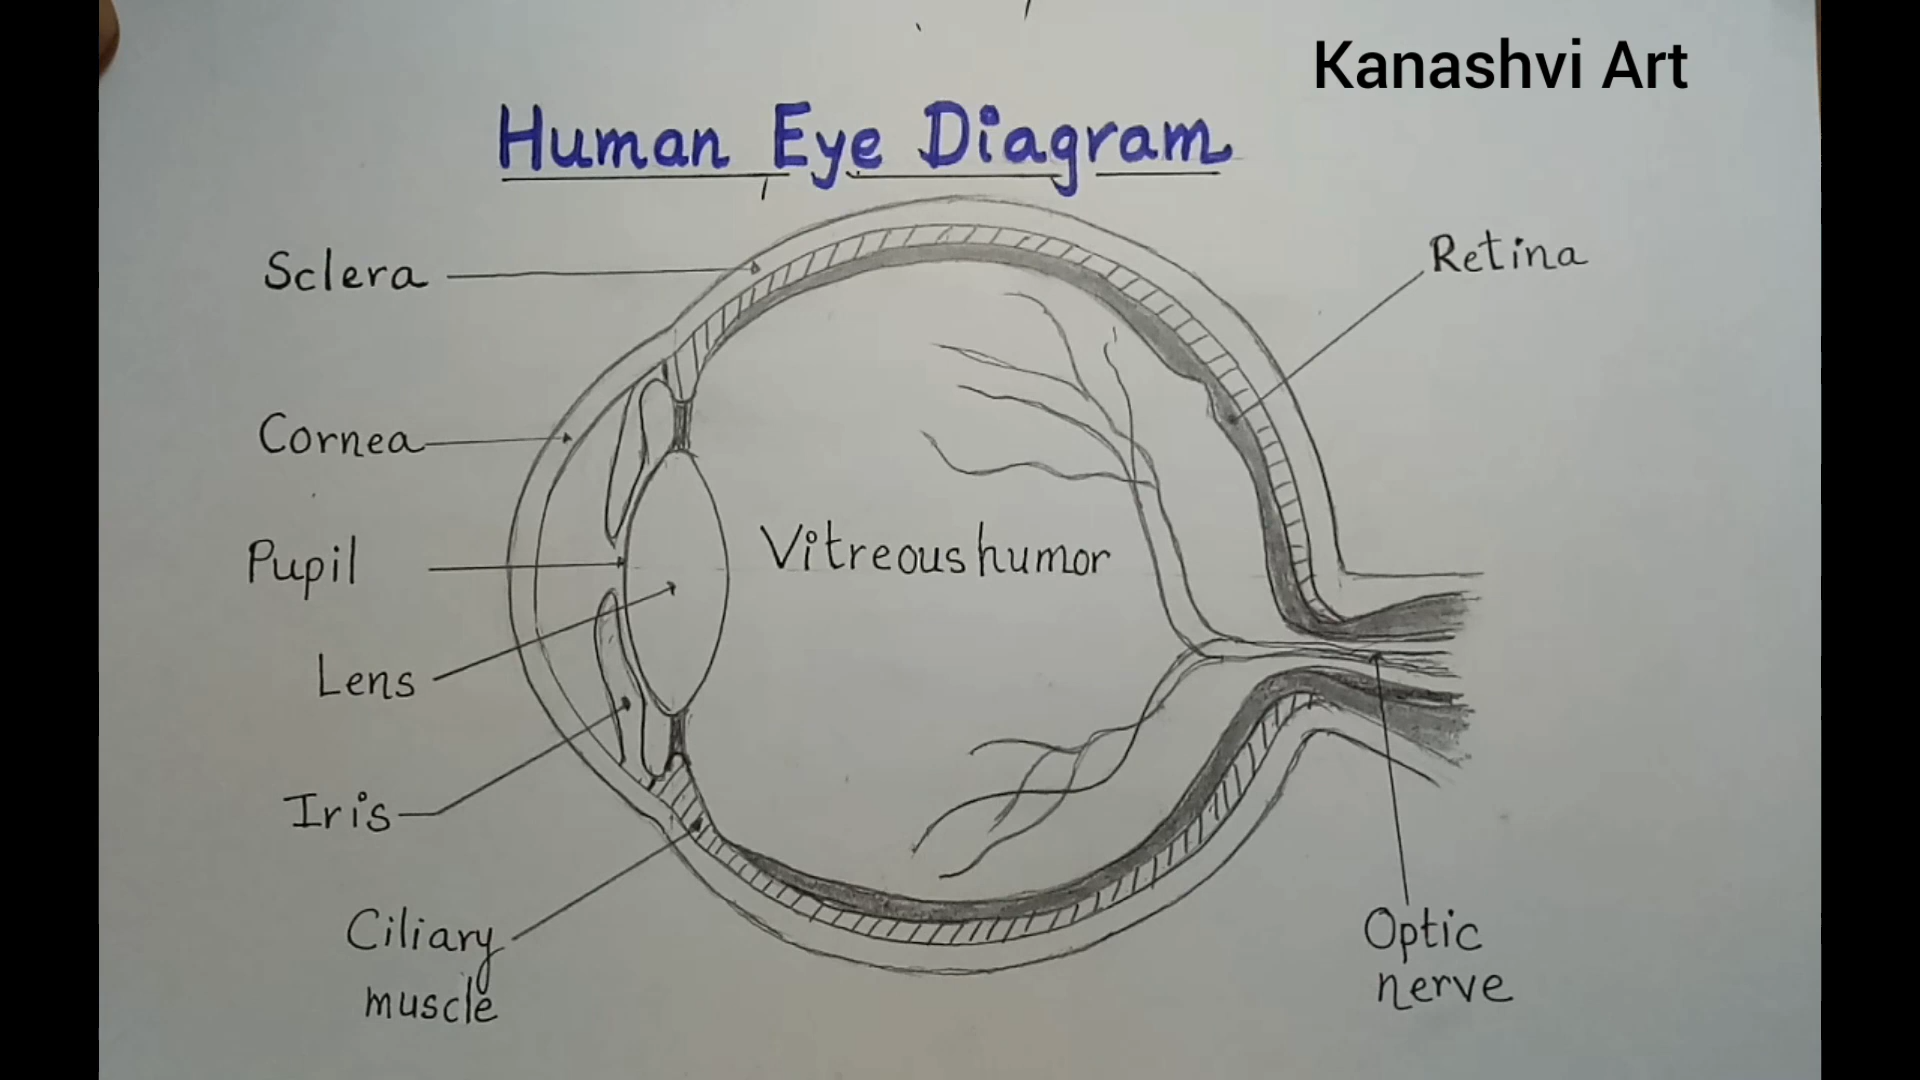 Kanashvi Art
Human Eye Diagram
Sclera
Retina
Cornea
Pupil
Vitreous humor
Lens
Iris
Ciliary
muscle
Optic
nerve